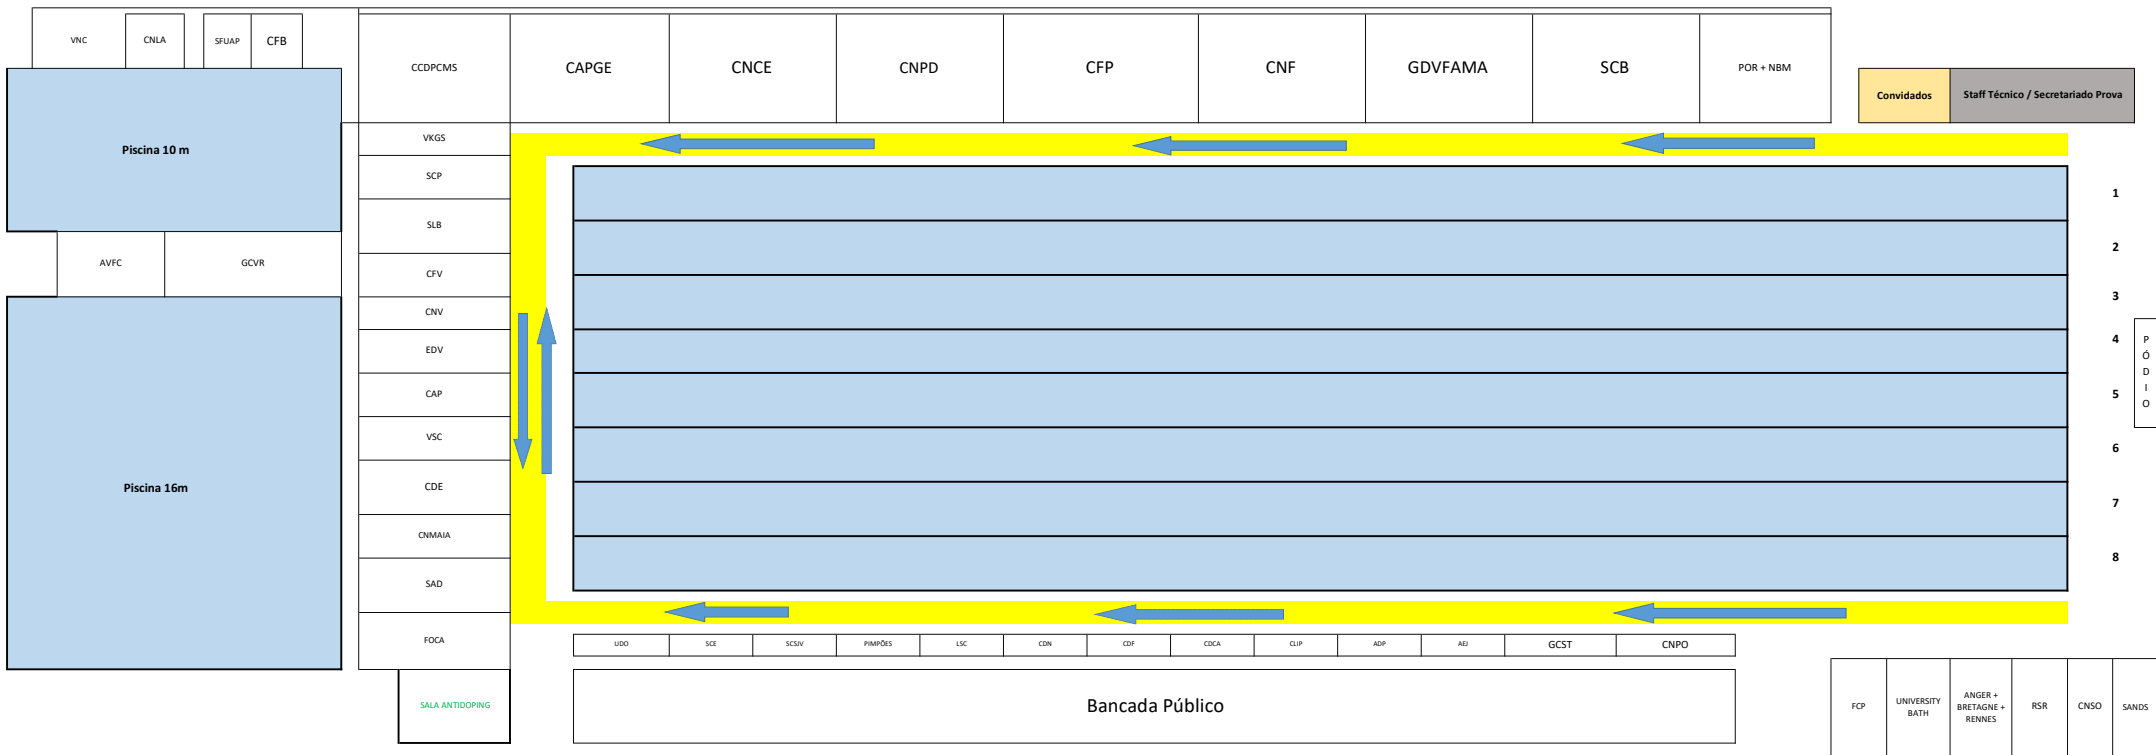 VNC
CNLA
SFUAP
CFB
CCDPCMS
CAPGE
CNCE
CNPD
CFP
CNF
GDVFAMA
SCB
POR + NBM
Convidados
Staff Técnico / Secretariado Prova
Piscina 10 m
VKGS
SCP
SLB
AVFC
GCVR
CFV
CNV
EDV
CAP
VSC
Piscina 16m
CDE
CNMAIA
SAD
FOCA
1
2
3
4
5
6
7
8
P
Ó
D
I
O
UDO
SCE
SCSJV
PIMPÕES
LSC
CDN
CDF
CDCA
CLIP
ADP
AEJ
GCST
CNPO
SALA ANTIDOPING
Bancada Público
FCP
UNIVERSITY
BATH
ANGER +
BRETAGNE +
RENNES
RSR
CNSO
SANDS